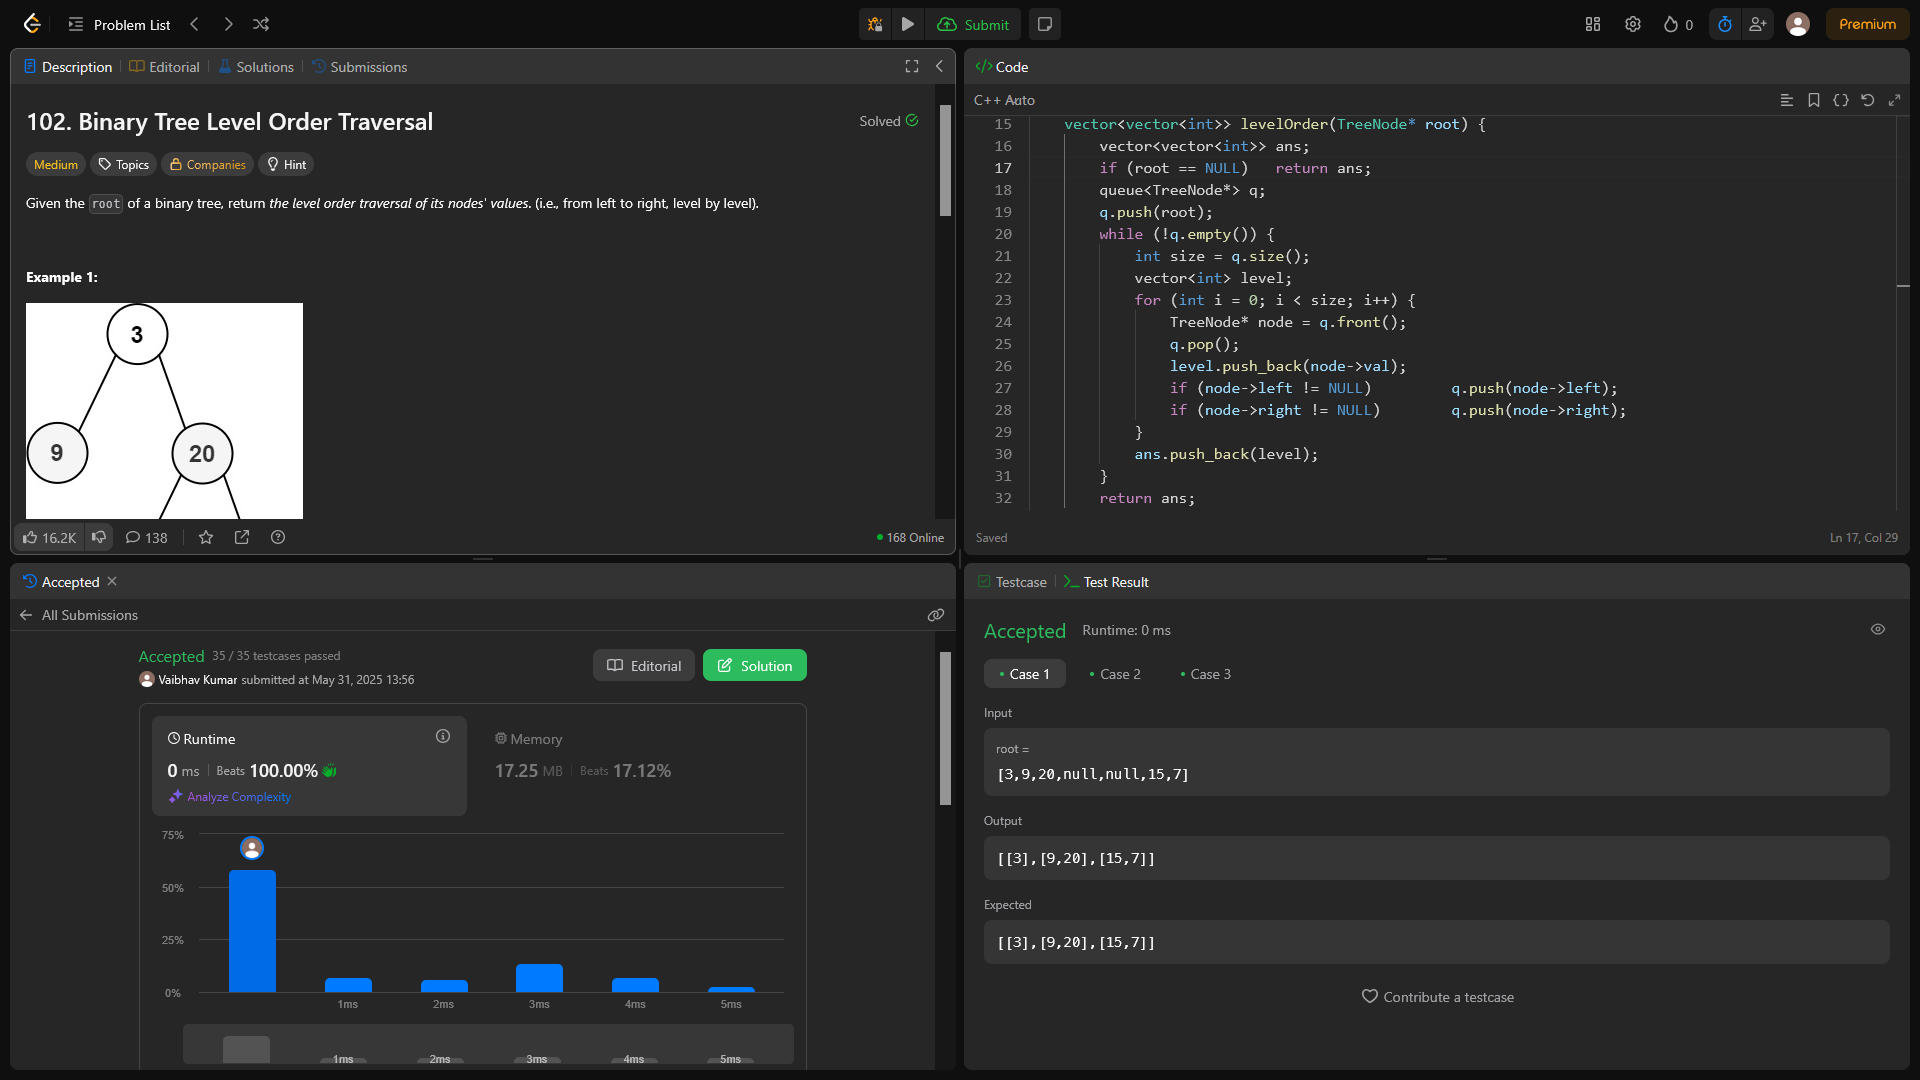 Problem List
Submit
0
Premium
Description
Editorial
Solutions
Submissions
102. Binary Tree Level Order Traversal
Solved
Medium
Topics
Companies
Hint
Given the root of a binary tree, return the level order traversal of its nodes' values. (i.e., from left to right, level by level).
Example 1:
3
9
20
16.2K
138
168 Online
Code
C++ Auto
15 vector<vector<int>> levelOrder(TreeNode* root) {
16 vector<vector<int>> ans;
17 if (root == NULL)   return ans;
18 queue<TreeNode*> q;
19 q.push(root);
20 while (!q.empty()) {
21 int size = q.size();
22 vector<int> level;
23 for (int i = 0; i < size; i++) {
24 TreeNode* node = q.front();
25 q.pop();
26 level.push_back(node->val);
27 if (node->left != NULL)         q.push(node->left);
28 if (node->right != NULL)        q.push(node->right);
29 }
30 ans.push_back(level);
31 }
32 return ans;
Saved
Ln 17, Col 29
Accepted
All Submissions
Accepted 35 / 35 testcases passed
Vaibhav Kumar submitted at May 31, 2025 13:56
Editorial
Solution
Runtime
0 ms Beats 100.00%
Analyze Complexity
Memory
17.25 MB Beats 17.12%
75%
50%
25%
0%
1ms 2ms 3ms 4ms 5ms
1ms 2ms 3ms 4ms 5ms
Testcase
Test Result
Accepted Runtime: 0 ms
Case 1
Case 2
Case 3
Input
root =
[3,9,20,null,null,15,7]
Output
[[3],[9,20],[15,7]]
Expected
[[3],[9,20],[15,7]]
Contribute a testcase